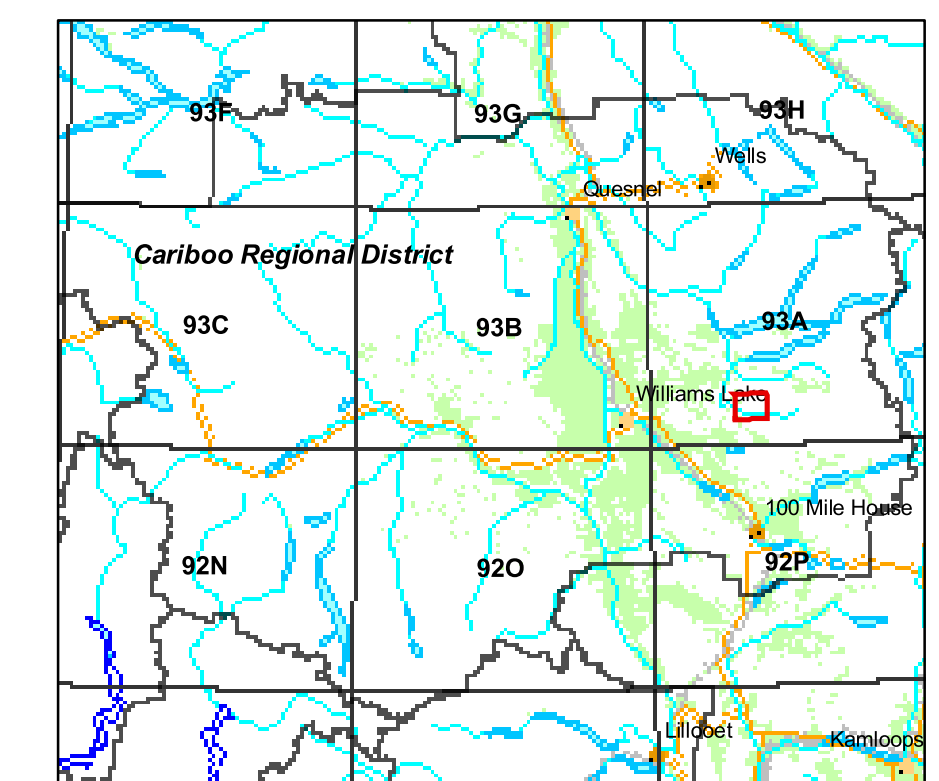 93F
93G
93H
Wells
Quesnel
Cariboo Regional District
93C
93B
93A
Williams Lake
100 Mile House
92N
92O
92P
Lillooet
Kamloops